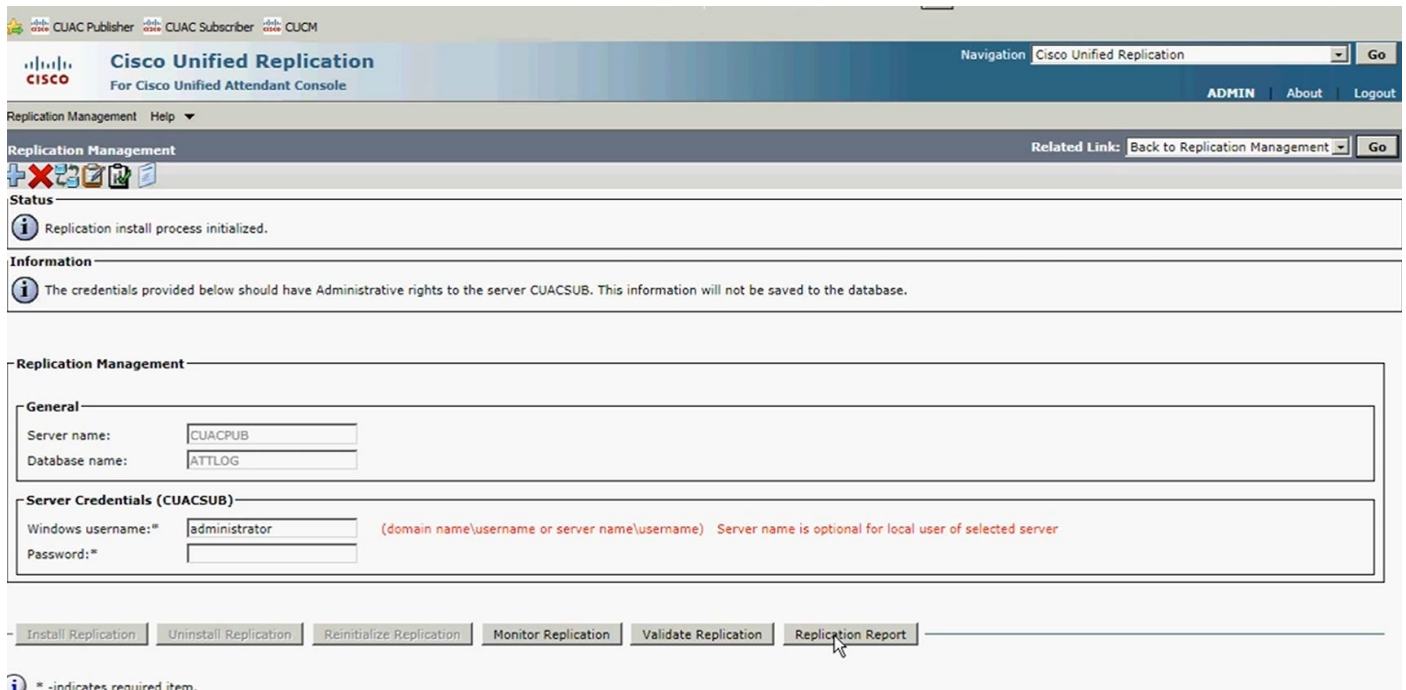 CUAC Publisher CUAC Subscriber CUCM
CISCO
Cisco Unified Replication
For Cisco Unified Attendant Console
Navigation Cisco Unified Replication Go
ADMIN About Logout
Replication Management Help
Replication Management
Related Link: Back to Replication Management Go
Status
Replication install process initialized.
Information
The credentials provided below should have Administrative rights to the server CUACSUB. This information will not be saved to the database.
Replication Management
General
Server name: CUACPUB
Database name: ATTLOG
Server Credentials (CUACSUB)
Windows username:* administrator (domain name\username or server name\username) Server name is optional for local user of selected server
Password:*
Install Replication Uninstall Replication Reinitialize Replication Monitor Replication Validate Replication Replication Report
* -indicates required item.